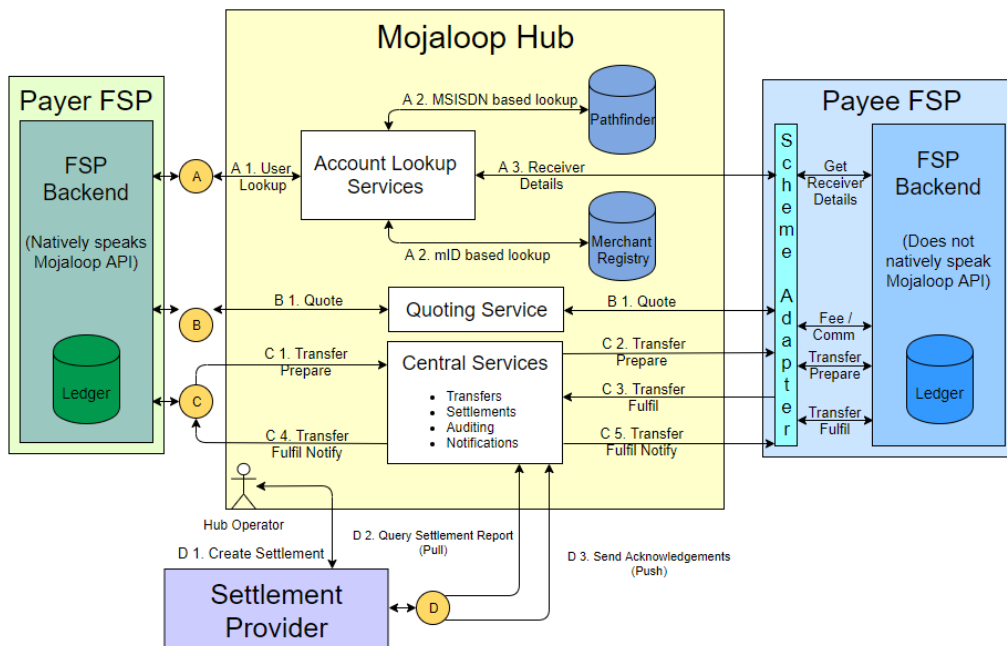 Mojaloop Hub
Payer FSP
FSP
Backend
(Natively speaks
Mojaloop API)
Ledger
A
A 1. User
Lookup
Account Lookup
Services
A 2. MSISDN based lookup
Pathfinder
A 3. Receiver
Details
A 2. mID based lookup
Merchant
Registry
B
B 1. Quote
Quoting Service
B 1. Quote
C
C 1. Transfer
Prepare
Central Services
Transfers
Settlements
Auditing
Notifications
C 2. Transfer
Prepare
C 3. Transfer
Fulfil
C 4. Transfer
Fulfil Notify
C 5. Transfer
Fulfil Notify
Payee FSP
Scheme Adapter
Get
Receiver
Details
Fee /
Comm
Transfer
Prepare
Transfer
Fulfil
FSP
Backend
(Does not
natively speak
Mojaloop API)
Ledger
Hub Operator
D 1. Create Settlement
D 2. Query Settlement Report
(Pull)
D 3. Send Acknowledgements
(Push)
Settlement
Provider
D